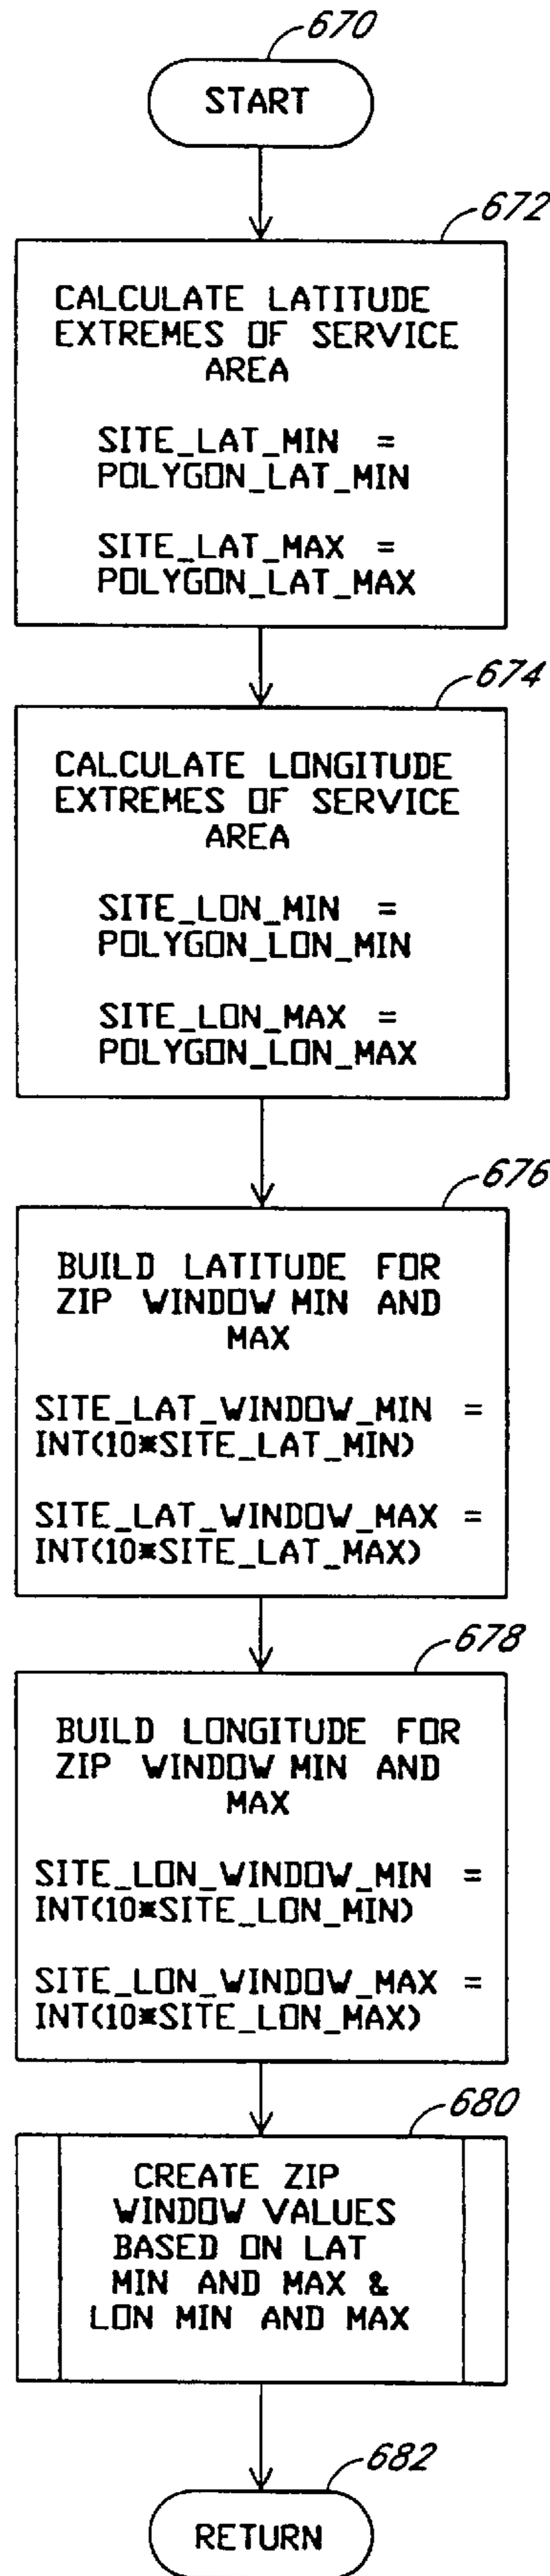 670
START
672
CALCULATE LATITUDE
EXTREMES OF SERVICE
AREA
SITE_LAT_MIN =
POLYGON_LAT_MIN
SITE_LAT_MAX =
POLYGON_LAT_MAX
674
CALCULATE LONGITUDE
EXTREMES OF SERVICE
AREA
SITE_LON_MIN =
POLYGON_LON_MIN
SITE_LON_MAX =
POLYGON_LON_MAX
676
BUILD LATITUDE FOR
ZIP WINDOW MIN AND
MAX
SITE_LAT_WINDOW_MIN =
INT(10*SITE_LAT_MIN)
SITE_LAT_WINDOW_MAX =
INT(10*SITE_LAT_MAX)
678
BUILD LONGITUDE FOR
ZIP WINDOW MIN AND
MAX
SITE_LON_WINDOW_MIN =
INT(10*SITE_LON_MIN)
SITE_LON_WINDOW_MAX =
INT(10*SITE_LON_MAX)
680
CREATE ZIP
WINDOW VALUES
BASED ON LAT
MIN AND MAX &
LON MIN AND MAX
682
RETURN